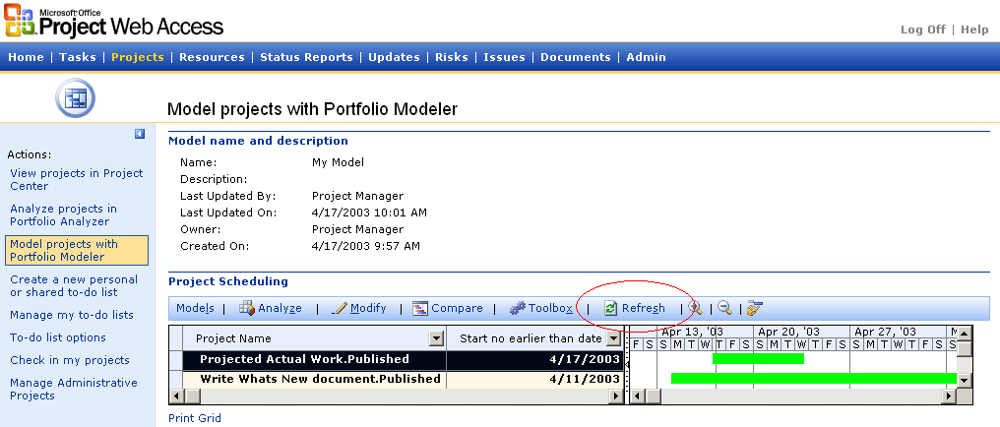 Microsoft Office
Project Web Access
Log Off | Help
Home | Tasks | Projects | Resources | Status Reports | Updates | Risks | Issues | Documents | Admin
Model projects with Portfolio Modeler
Actions:
View projects in Project
Center
Analyze projects in
Portfolio Analyzer
Model projects with
Portfolio Modeler
Create a new personal
or shared to-do list
Manage my to-do lists
To-do list options
Check in my projects
Manage Administrative
Projects
Model name and description
Name: My Model
Description:
Last Updated By: Project Manager
Last Updated On: 4/17/2003 10:01 AM
Owner: Project Manager
Created On: 4/17/2003 9:57 AM
Project Scheduling
Models | Analyze | Modify | Compare | Toolbox | Refresh | |
Project Name Start no earlier than date Apr 13, '03 Apr 20, '03 Apr 27, '03 M
F S S M T W T F S S M T W T F S S M T W T F S S
Projected Actual Work.Published 4/17/2003
Write Whats New document.Published 4/11/2003
Print Grid